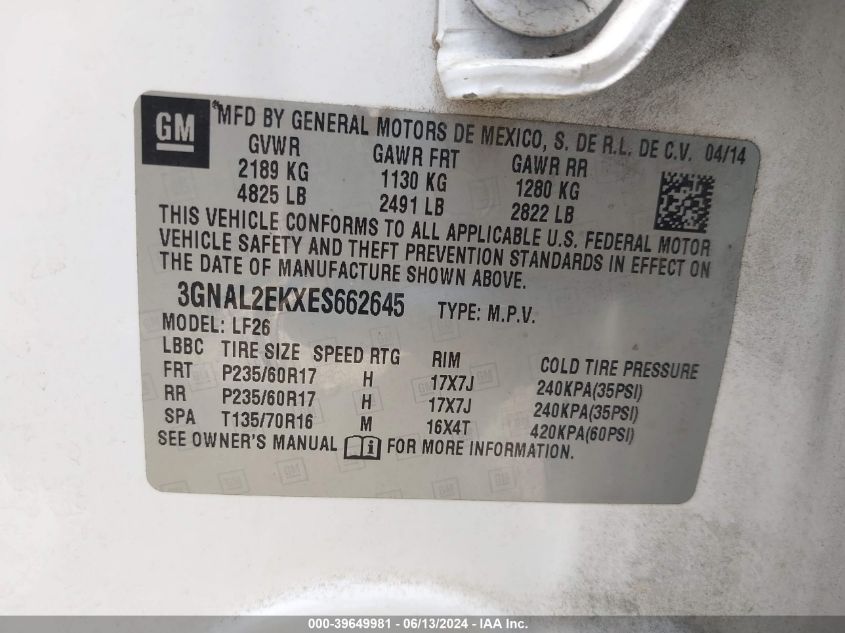 GM
MFD BY GENERAL MOTORS DE MEXICO, S. DE R.L. DE C.V. 04/14
GVWR GAWR FRT GAWR RR
2189 KG 1130 KG 1280 KG
4825 LB 2491 LB 2822 LB
THIS VEHICLE CONFORMS TO ALL APPLICABLE U.S. FEDERAL MOTOR
VEHICLE SAFETY AND THEFT PREVENTION STANDARDS IN EFFECT ON
THE DATE OF MANUFACTURE SHOWN ABOVE.
3GNAL2EKXES662645 TYPE: M.P.V.
MODEL: LF26
LBBC TIRE SIZE SPEED RTG RIM COLD TIRE PRESSURE
FRT P235/60R17 H 17X7J 240KPA(35PSI)
RR P235/60R17 H 17X7J 240KPA(35PSI)
SPA T135/70R16 M 16X4T 420KPA(60PSI)
SEE OWNER'S MANUAL FOR MORE INFORMATION.
000-39649981 - 06/13/2024 - IAAI Inc.